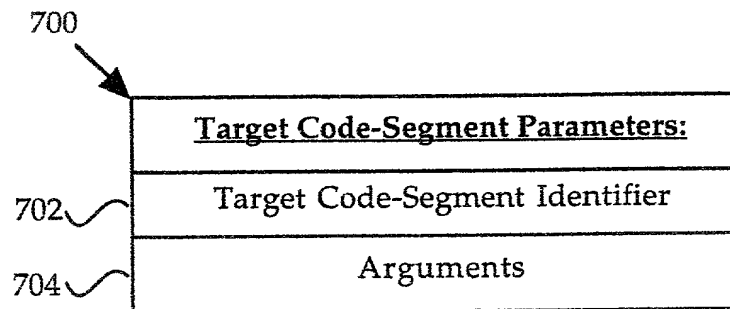 700
Target Code-Segment Parameters:
702 Target Code-Segment Identifier
704 Arguments